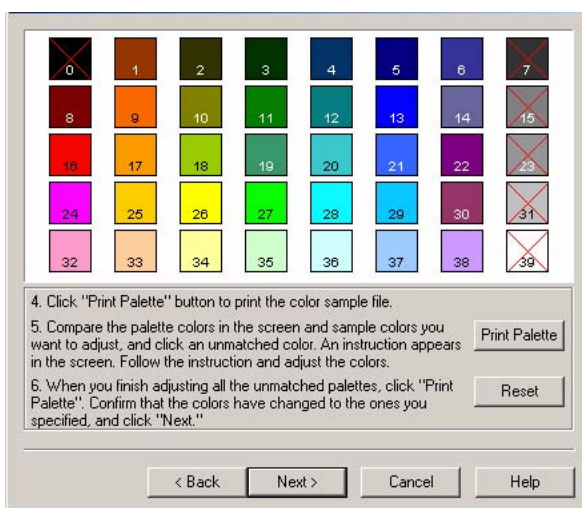 0 1 2 3 4 5 6 7
8 9 10 11 12 13 14 15
16 17 18 19 20 21 22 23
24 25 26 27 28 29 30 31
32 33 34 35 36 37 38 39
4. Click "Print Palette" button to print the color sample file.
5. Compare the palette colors in the screen and sample colors you
want to adjust, and click an unmatched color. An instruction appears
in the screen. Follow the instruction and adjust the colors.
Print Palette
6. When you finish adjusting all the unmatched palettes, click "Print
Palette". Confirm that the colors have changed to the ones you
specified, and click "Next."
Reset
< Back Next > Cancel Help